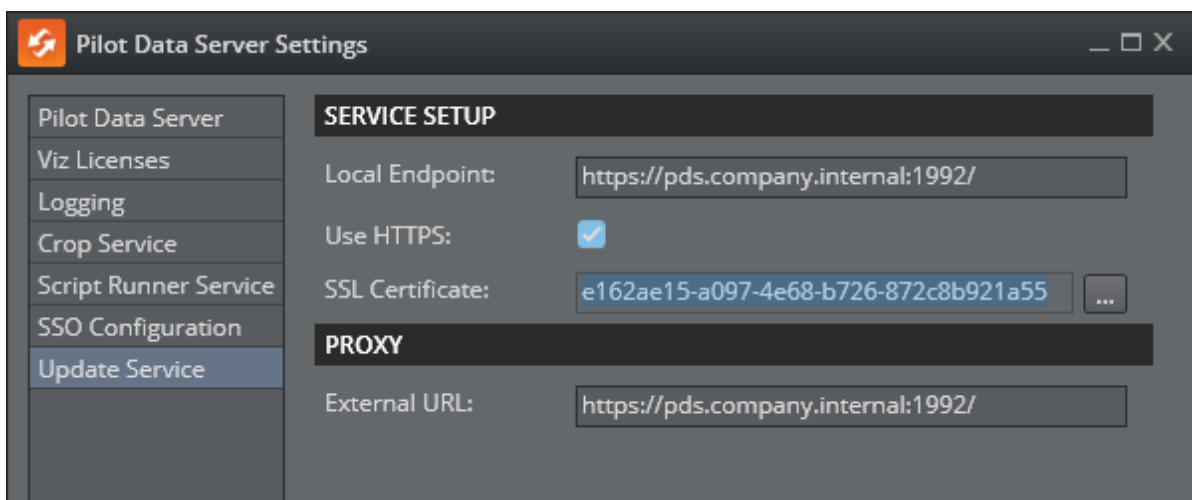 Pilot Data Server Settings
Pilot Data Server
Viz Licenses
Logging
Crop Service
Script Runner Service
SSO Configuration
Update Service
SERVICE SETUP
Local Endpoint: https://pds.company.internal:1992/
Use HTTPS:
SSL Certificate: e162ae15-a097-4e68-b726-872c8b921a55 ...
PROXY
External URL: https://pds.company.internal:1992/